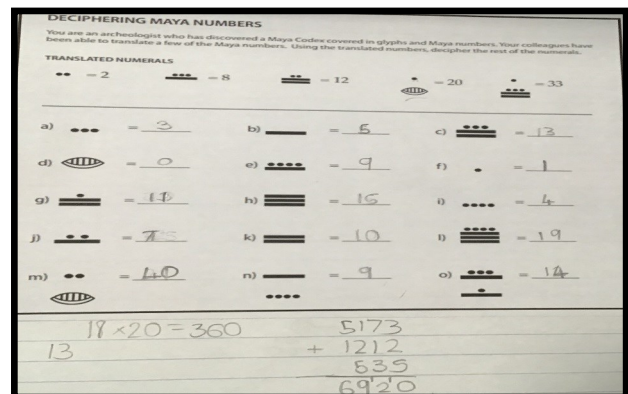 DECIPHERING MAYA NUMBERS
You are an archeologist who has discovered a Maya Codex covered in glyphs and Maya numbers. Your colleagues have
been able to translate a few of the Maya numbers. Using the translated numbers, decipher the rest of the numerals.
TRANSLATED NUMERALS
= 2 = 8 = 12 = 20 = 33
a) = 3 b) = 5 c) = 13
d) = 0 e) = 9 f) = 1
g) = h) = 15 i) = 4
j) = k) = 10 l) = 19
m) = 40 n) = 9 o) = 14
18 × 20 = 360 5173
13 + 1212
535
6920